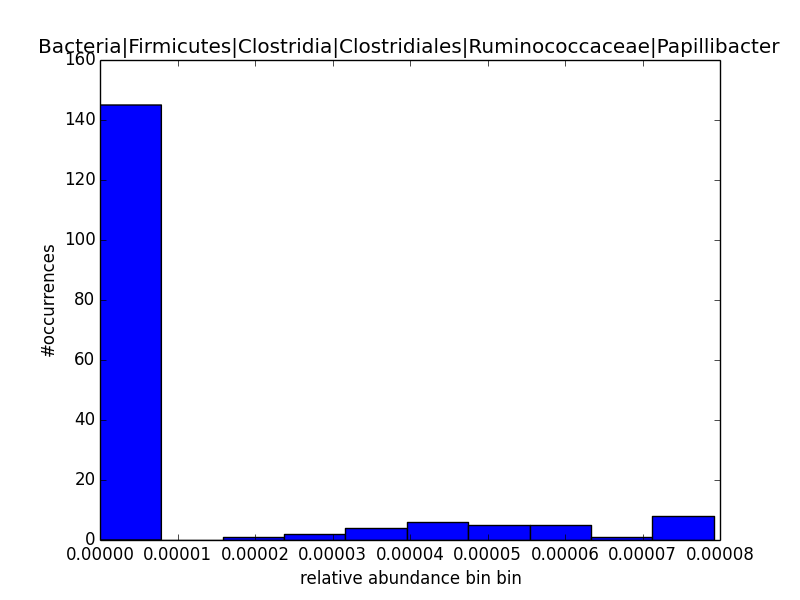 Bacteria|Firmicutes|Clostridia|Clostridiales|Ruminococcaceae|Papillibacter
160
140
120
100
80
60
40
20
0
#occurrences
0.00000 0.00001 0.00002 0.00003 0.00004 0.00005 0.00006 0.00007 0.00008
relative abundance bin bin